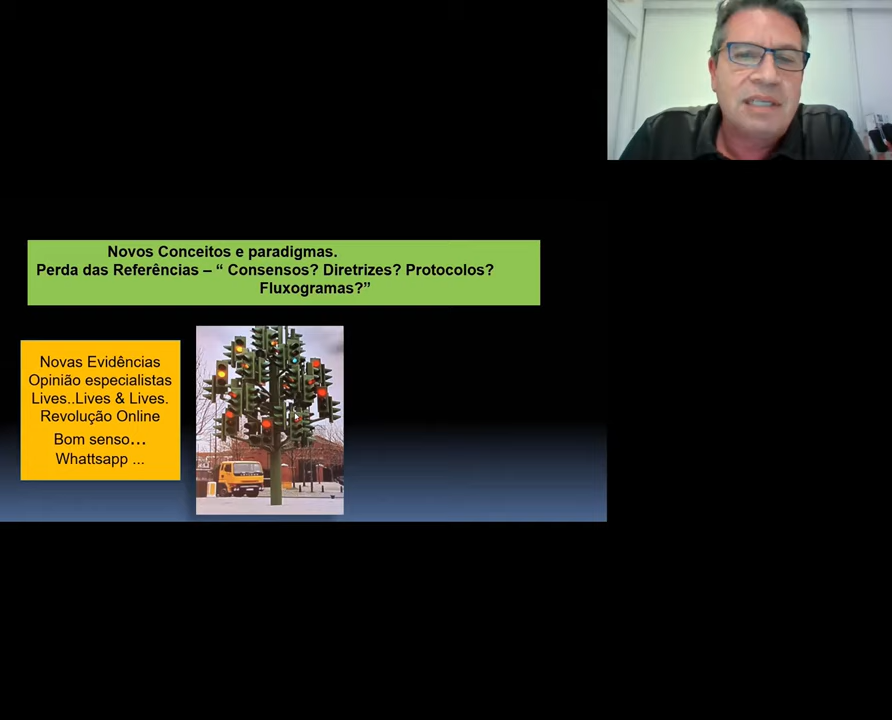 Novos Conceitos e paradigmas.
Perda das Referências – “ Consensos? Diretrizes? Protocolos?
Fluxogramas?”
Novas Evidências
Opinião especialistas
Lives..Lives & Lives.
Revolução Online
Bom senso...
Whattsapp ...